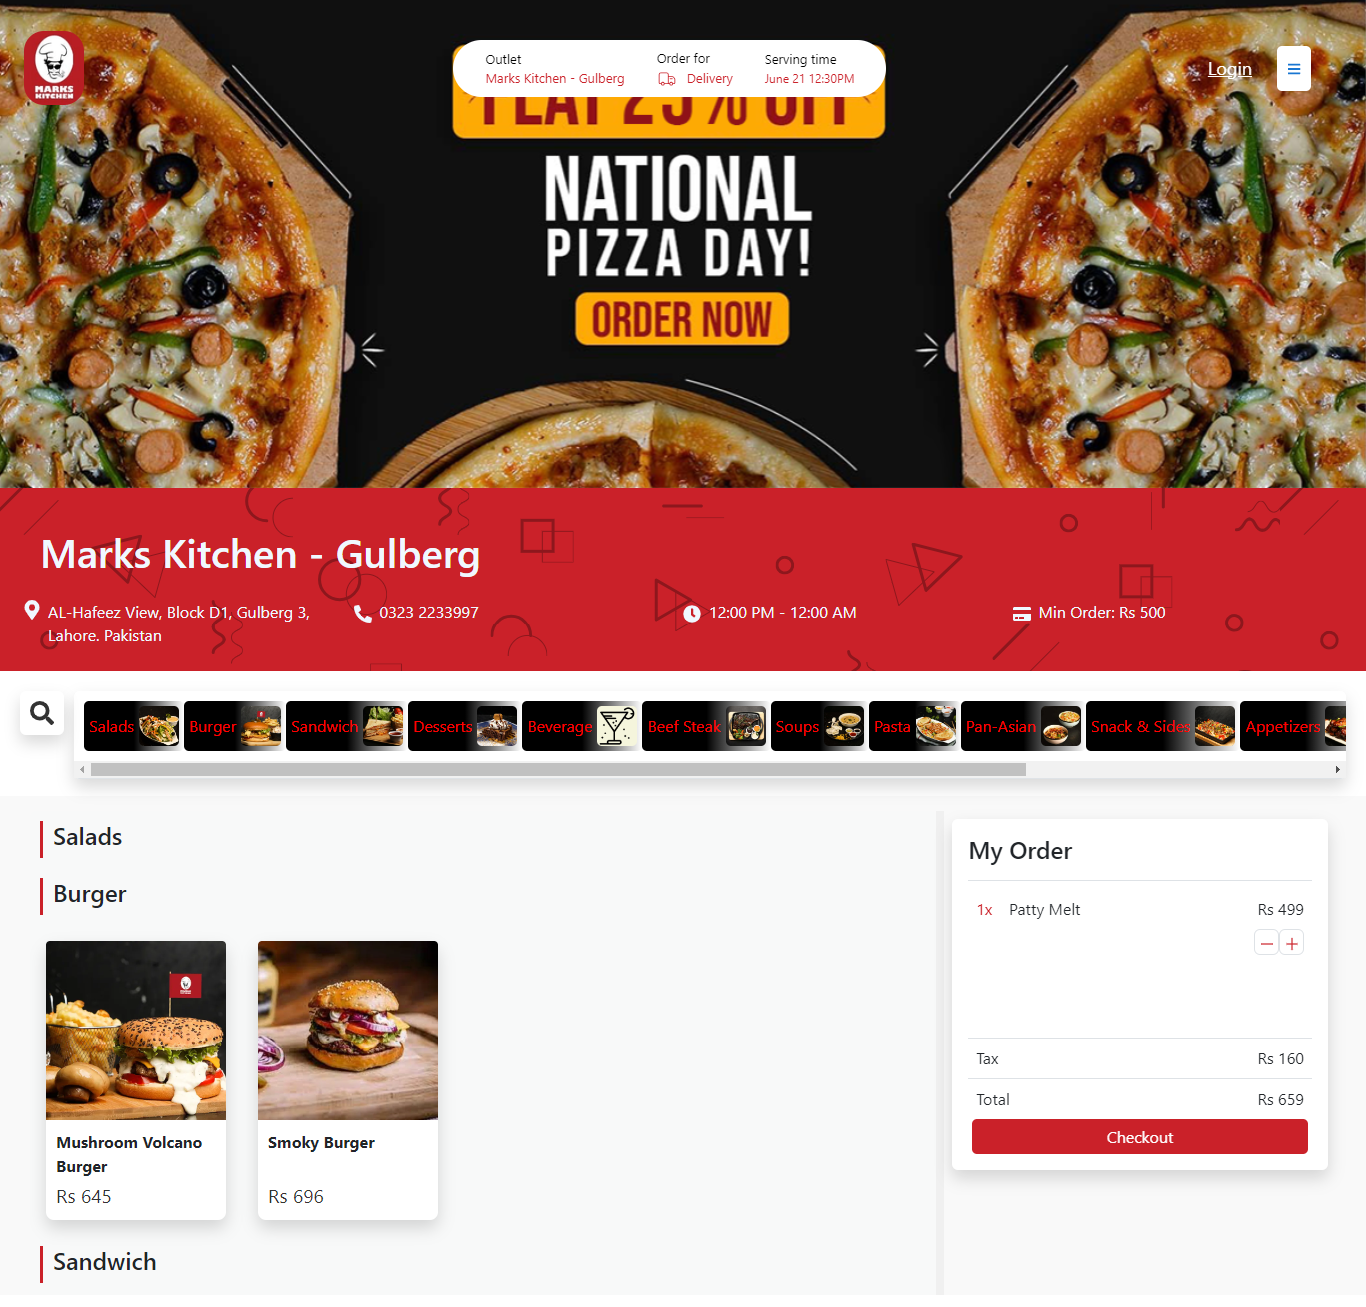 MARKS
KITCHEN
Outlet
Marks Kitchen - Gulberg
Order for
Delivery
Serving time
June 21 12:30PM
Login
FLAT 25% OFF
NATIONAL
PIZZA DAY!
ORDER NOW
Marks Kitchen - Gulberg
AL-Hafeez View, Block D1, Gulberg 3,
Lahore. Pakistan
0323 2233997
12:00 PM - 12:00 AM
Min Order: Rs 500
Salads
Burger
Sandwich
Desserts
Beverage
Beef Steak
Soups
Pasta
Pan-Asian
Snack & Sides
Appetizers
Salads
Burger
Mushroom Volcano
Burger
Rs 645
Smoky Burger
Rs 696
Sandwich
My Order
1x Patty Melt Rs 499
Tax Rs 160
Total Rs 659
Checkout